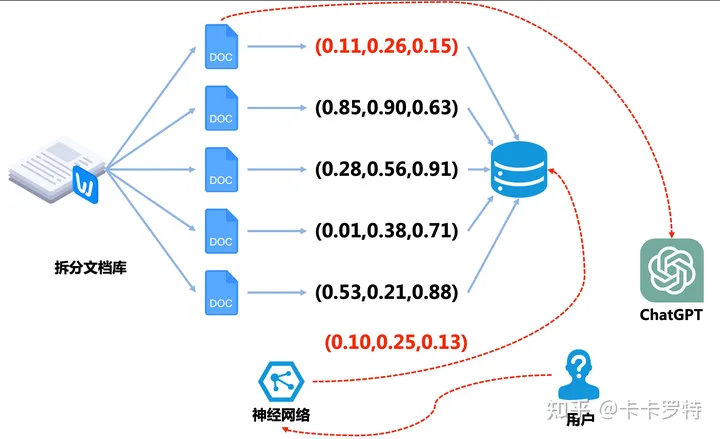 DOC
(0.11,0.26,0.15)
DOC
(0.85,0.90,0.63)
DOC
(0.28,0.56,0.91)
W
DOC
(0.01,0.38,0.71)
拆分文档库
DOC
(0.53,0.21,0.88)
ChatGPT
(0.10,0.25,0.13)
神经网络
用户
知乎 @卡卡罗特